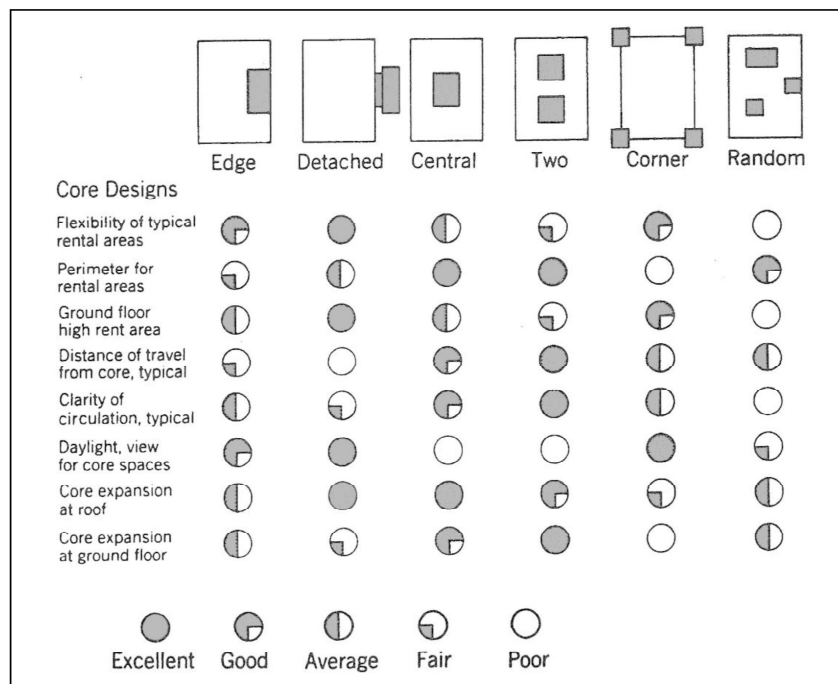 Edge Detached Central Two Corner Random
Core Designs
Flexibility of typical
rental areas
Perimeter for
rental areas
Ground floor
high rent area
Distance of travel
from core, typical
Clarity of
circulation, typical
Daylight, view
for core spaces
Core expansion
at roof
Core expansion
at ground floor
Excellent Good Average Fair Poor